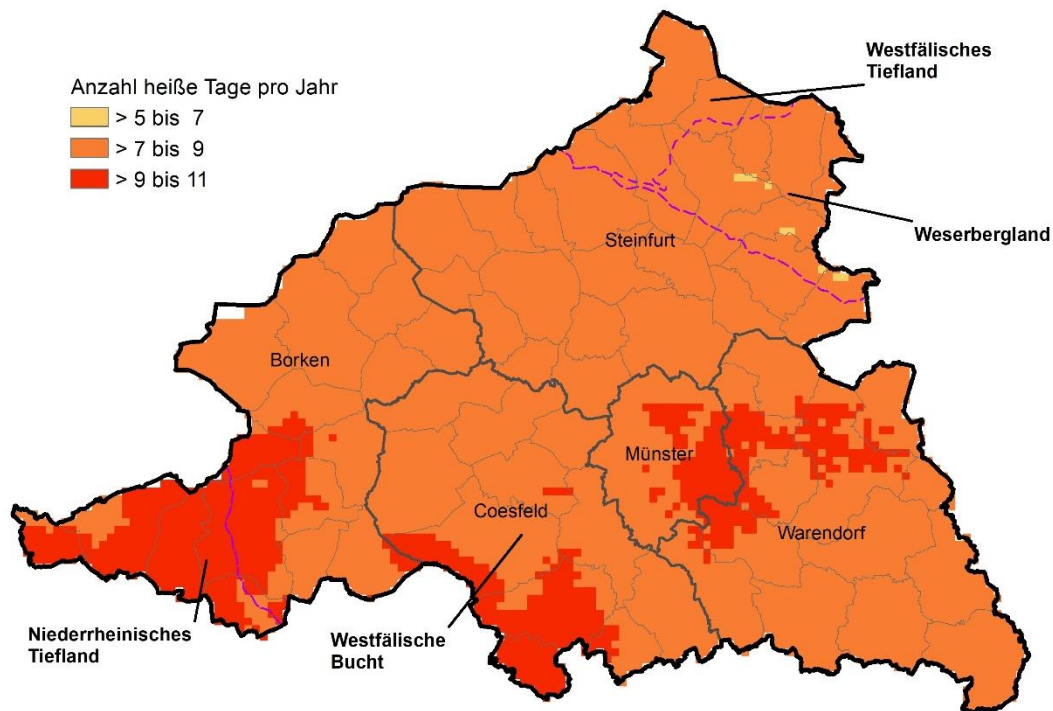 Westfälisches
Tiefland
Anzahl heiße Tage pro Jahr
> 5 bis 7
> 7 bis 9
> 9 bis 11
Weserbergland
Steinfurt
Borken
Münster
Coesfeld
Warendorf
Niederrheinisches
Tiefland
Westfälische
Bucht